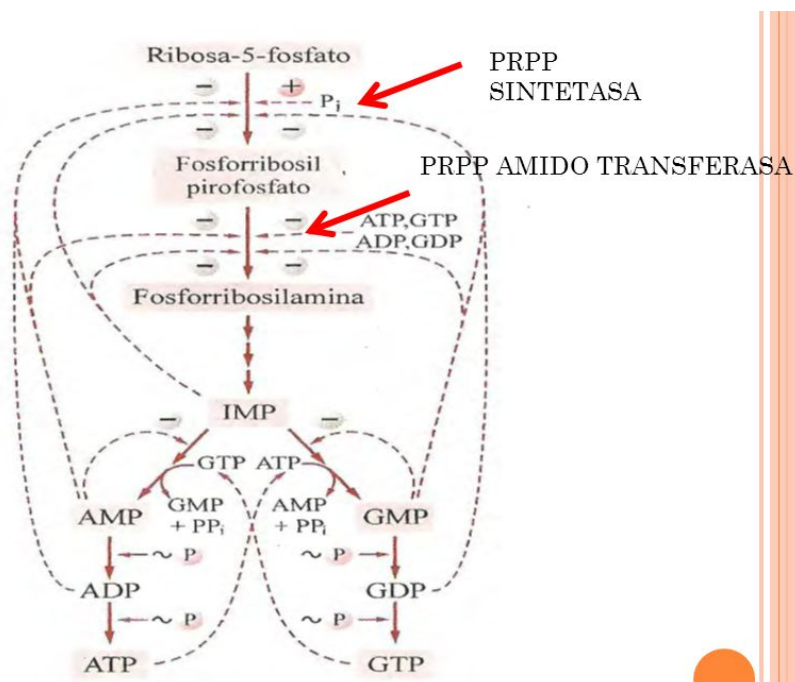 Ribosa-5-fosfato
PRPP
SINTETASA
− +
P i
− −
Fosforribosil
pirofosfato
PRPP AMIDO TRANSFERASA
− −
ATP,GTP
ADP,GDP
− −
Fosforribosilamina
IMP
− −
GTP ATP
AMP
GMP
+ PPi
AMP
+ PPi
GMP
~ P
~ P
ADP
GDP
~ P
~ P
ATP
GTP